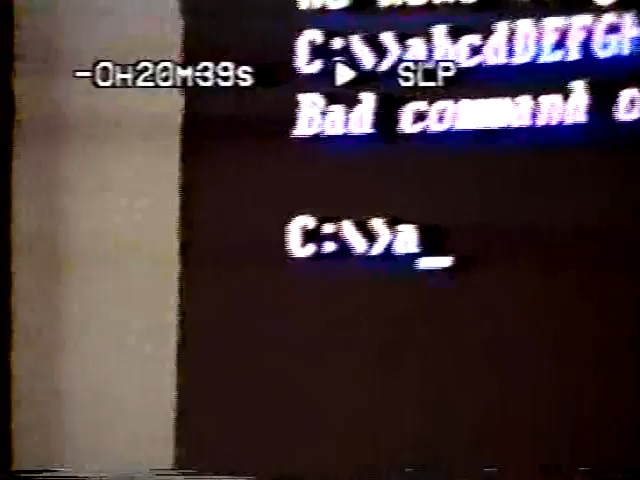 C:\>abcdDEFG
-0H20M39S ▶ SLP
Bad command o
C:\>a_